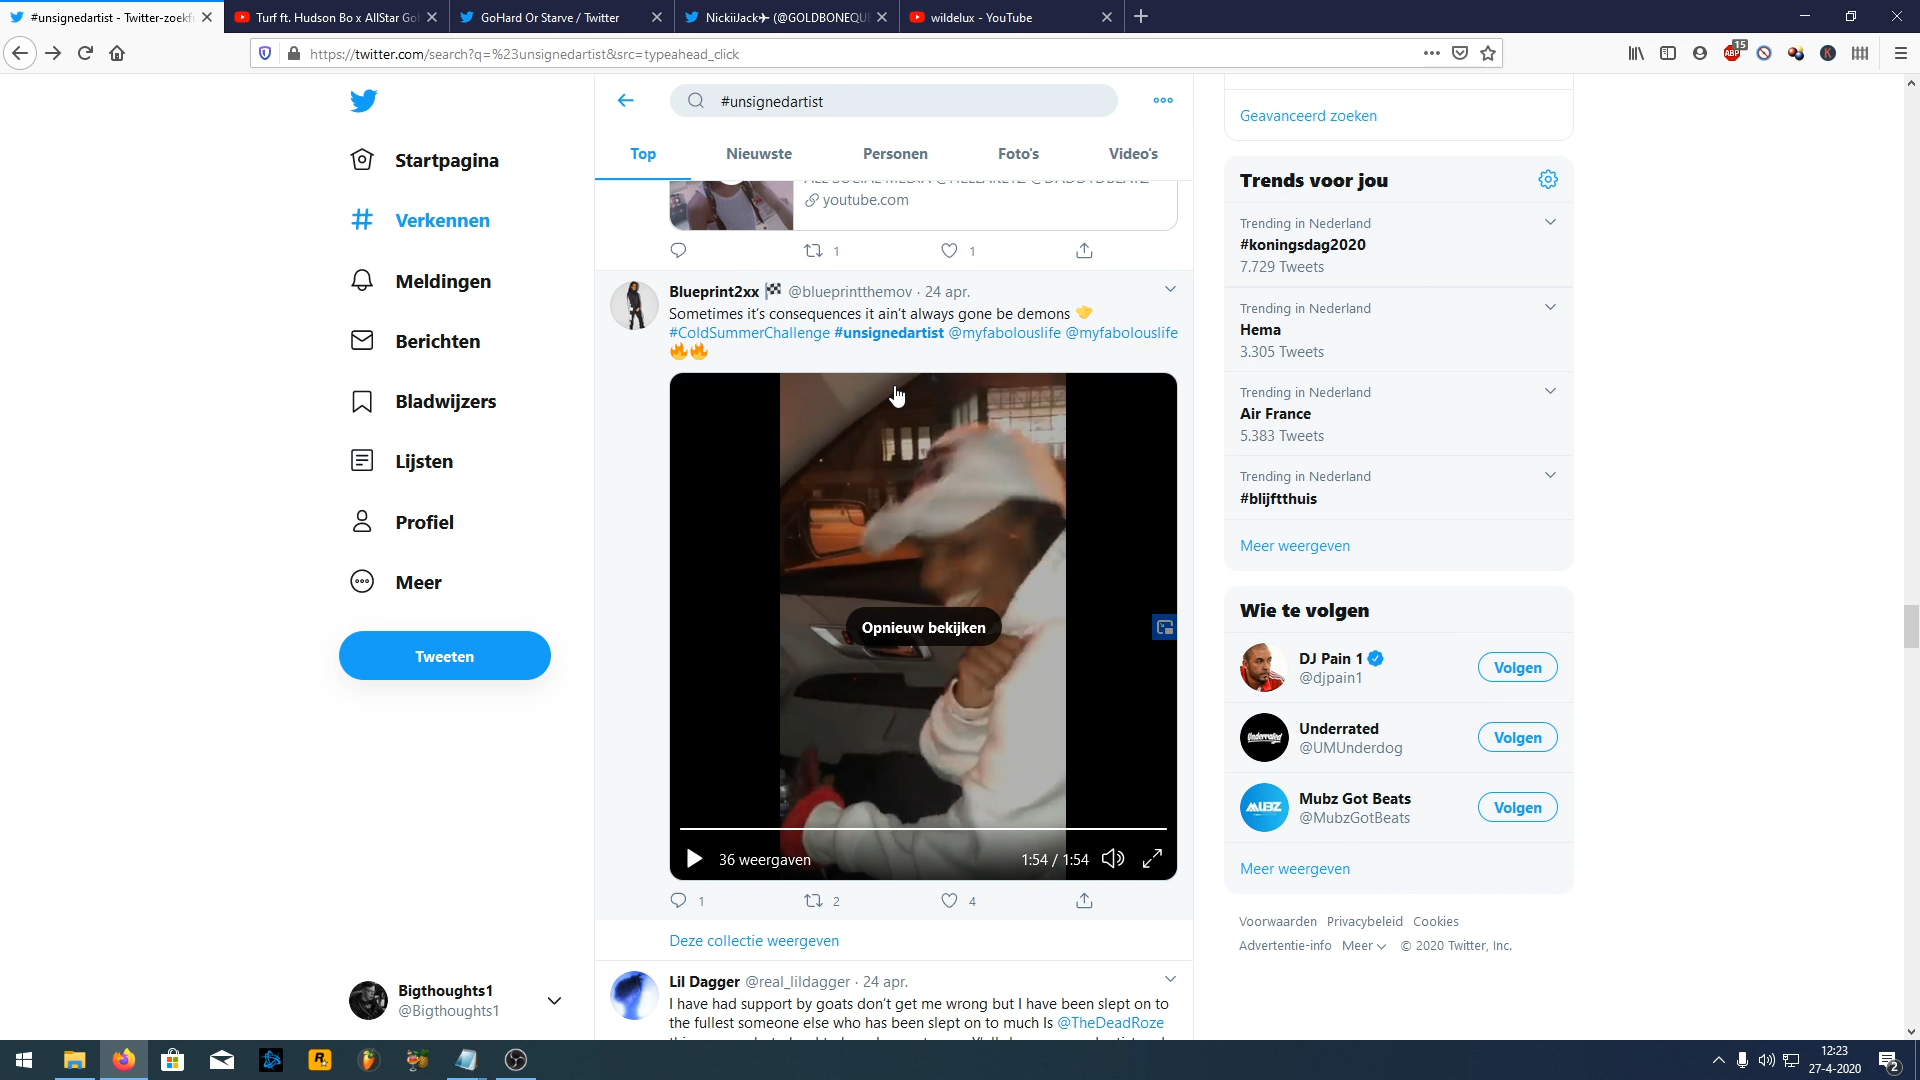 #unsignedartist - Twitter-zoekfu
Turf ft. Hudson Bo x AllStar Go
GoHard Or Starve / Twitter
NickiiJack✈ (@GOLDBONEQU
wildelux - YouTube
https://twitter.com/search?q=%23unsignedartist&src=typeahead_click
ABP
15
K
#unsignedartist
Top
Nieuwste
Personen
Foto's
Video's
Startpagina
Verkennen
Meldingen
Berichten
Bladwijzers
Lijsten
Profiel
Meer
Tweeten
Bigthoughts1
@Bigthoughts1
youtube.com
1
1
Blueprint2xx 🏁 @blueprintthemov · 24 apr.
Sometimes it's consequences it ain't always gone be demons
#ColdSummerChallenge #unsignedartist @myfabolouslife @myfabolouslife
🔥🔥
Opnieuw bekijken
36 weergaven
1:54 / 1:54
1
2
4
Deze collectie weergeven
Lil Dagger @real_lildagger · 24 apr.
I have had support by goats don't get me wrong but I have been slept on to
the fullest someone else who has been slept on to much Is @TheDeadRoze
Geavanceerd zoeken
Trends voor jou
Trending in Nederland
#koningsdag2020
7.729 Tweets
Trending in Nederland
Hema
3.305 Tweets
Trending in Nederland
Air France
5.383 Tweets
Trending in Nederland
#blijftthuis
Meer weergeven
Wie te volgen
DJ Pain 1
@djpain1
Volgen
Underrated
Underrated
@UMUnderdog
Volgen
MUBZ
Mubz Got Beats
@MubzGotBeats
Volgen
Meer weergeven
Voorwaarden Privacybeleid Cookies
Advertentie-info Meer © 2020 Twitter, Inc.
R
12:23
27-4-2020
2